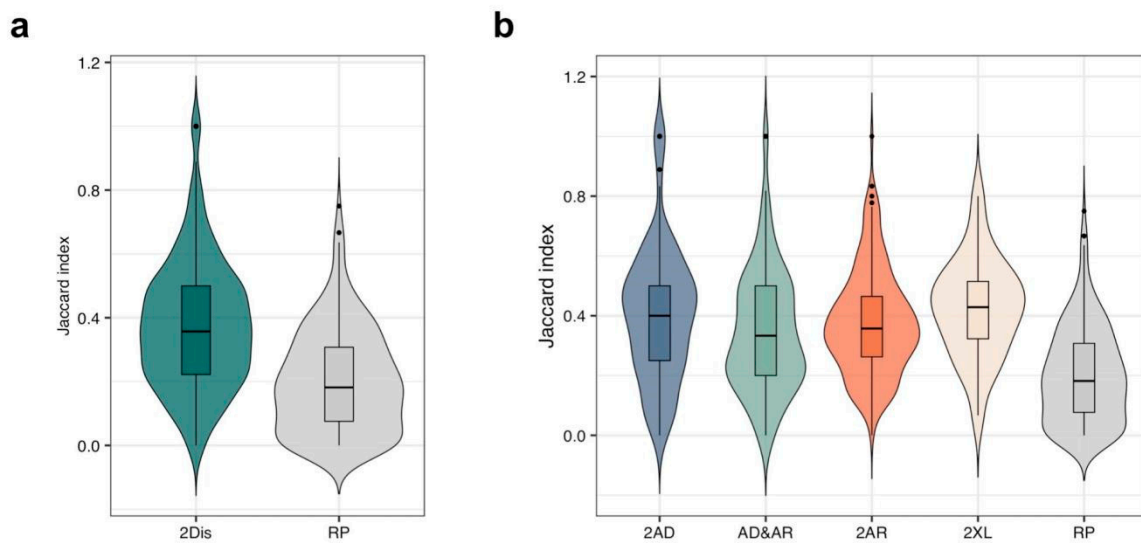 a
b
Jaccard index
1.2
0.8
0.4
0.0
2Dis RP
Jaccard index
1.2
0.8
0.4
0.0
2AD AD&AR 2AR 2XL RP